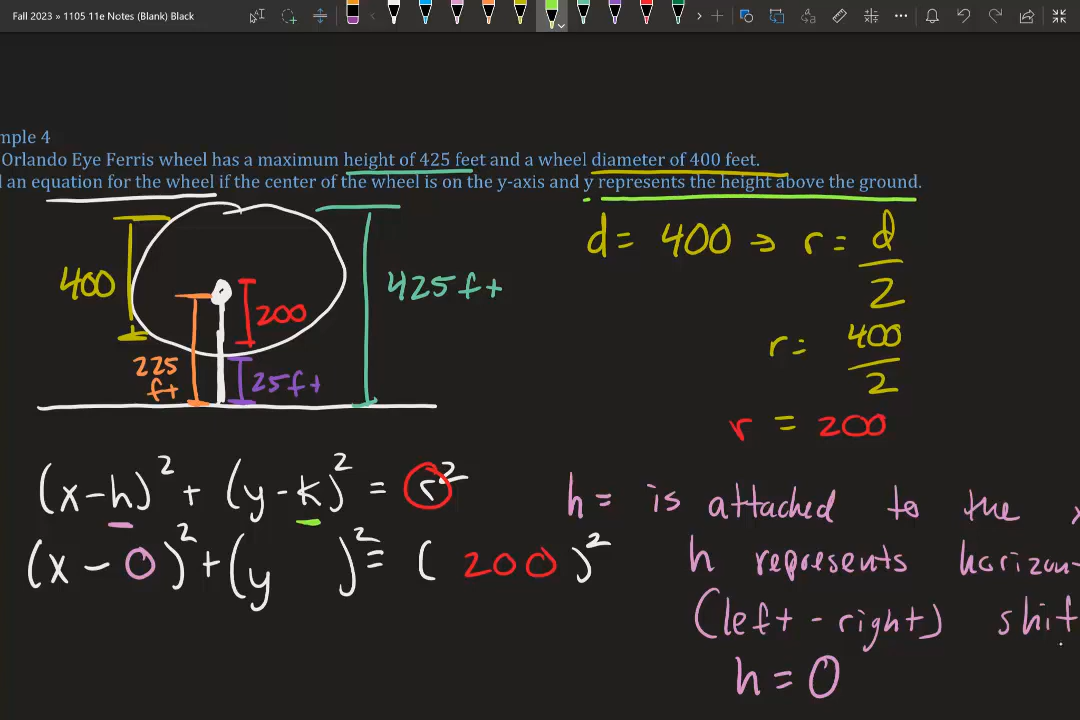 Fall 2023 » 1105 11e Notes (Blank) Black
mple 4
Orlando Eye Ferris wheel has a maximum height of 425 feet and a wheel diameter of 400 feet.
d an equation for the wheel if the center of the wheel is on the y-axis and y represents the height above the ground.
d = 400 → r = d/2
400
425ft
200
r = 400/2
225 ft
25ft
r = 200
(x-h)² + (y-k)² = r²
h = is attached to the x
(x - 0)² + (y )² = ( 200 )²
h represents horizon-
(left - right) shift
h = 0